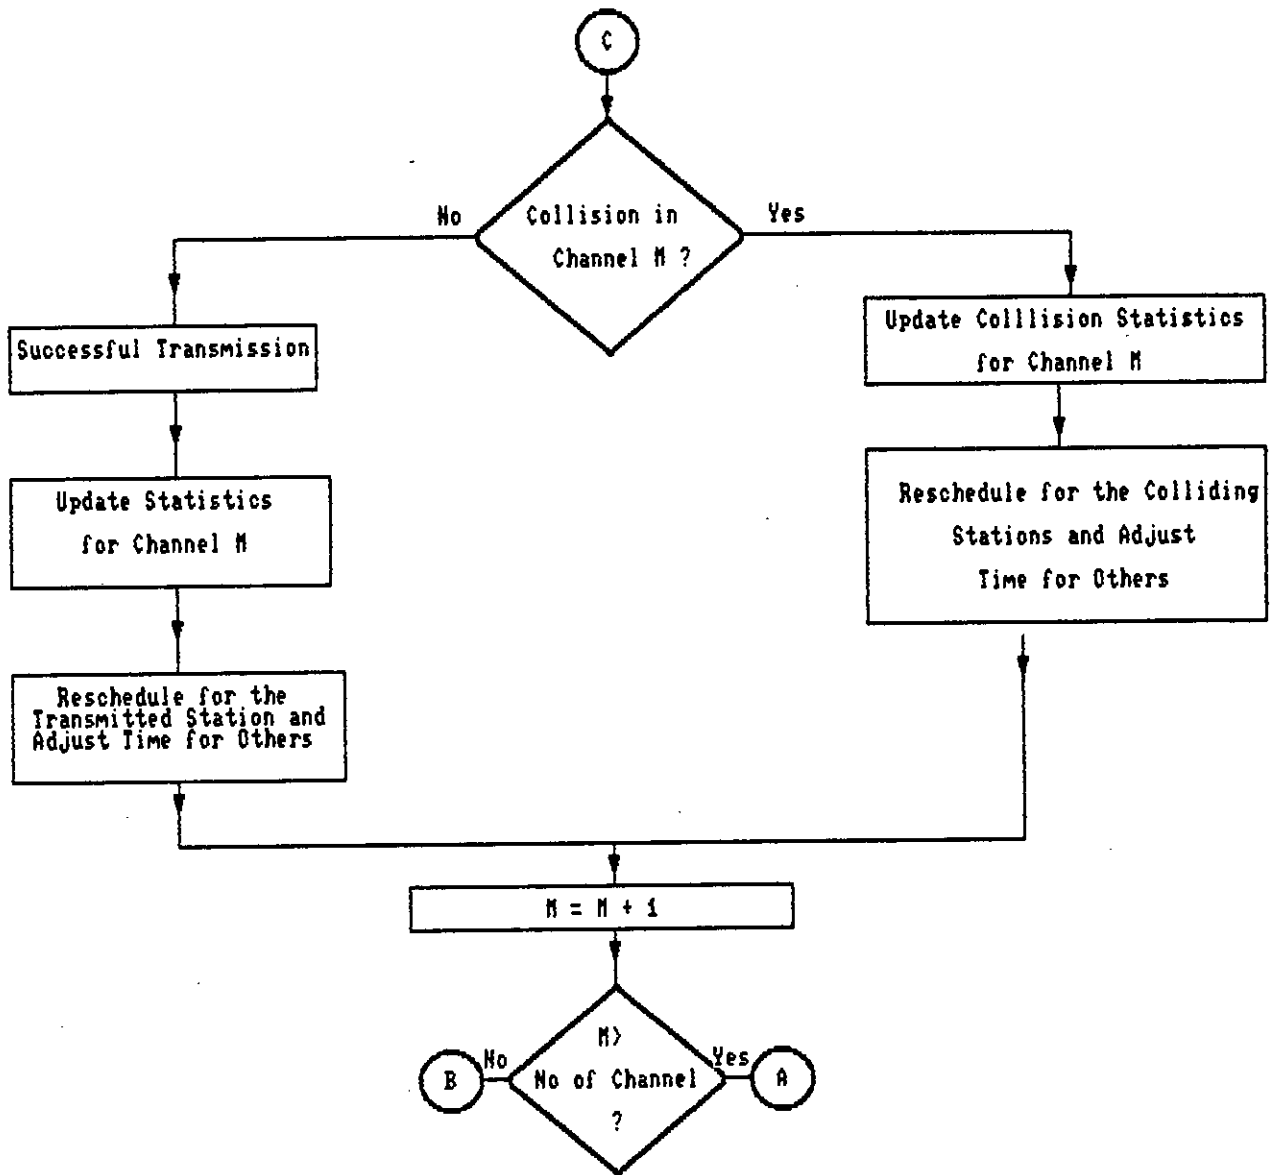 C
Collision in
Channel M ?
No
Yes
Successful Transmission
Update Colllision Statistics
for Channel M
Update Statistics
for Channel M
Reschedule for the Colliding
Stations and Adjust
Time for Others
Reschedule for the
Transmitted Station and
Adjust Time for Others
M = M + 1
M>
No of Channel
?
No
Yes
B
A